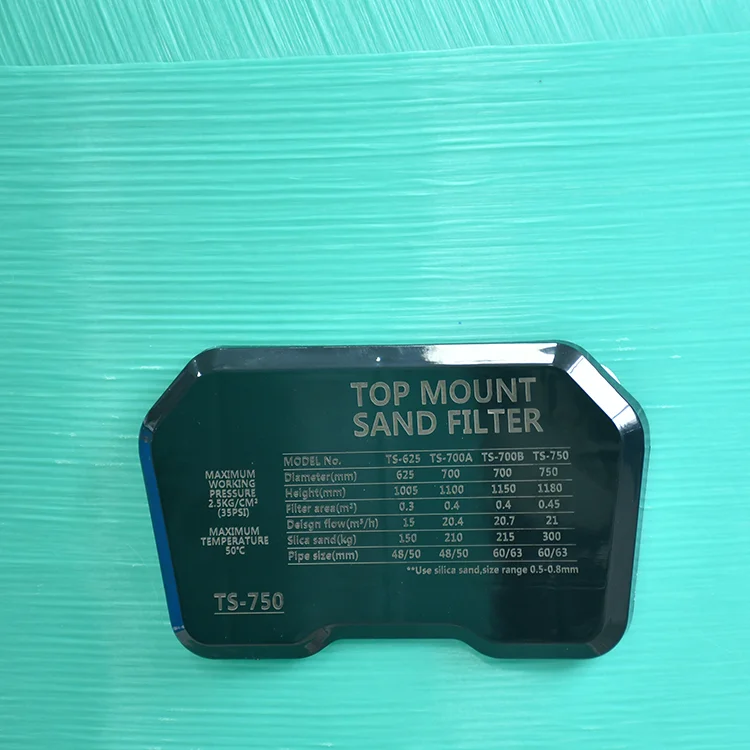 TOP MOUNT
SAND FILTER
MAXIMUM
WORKING
PRESSURE
2.5KG/CM²
(35PSI)
MAXIMUM
TEMPERATURE
50℃
MODEL No. TS-625 TS-700A TS-700B TS-750
Diameter(mm) 625 700 700 750
Height(mm) 1005 1100 1150 1180
Filter area(m²) 0.3 0.4 0.4 0.45
Deisgn flow(m³/h) 15 20.4 20.7 21
Slica sand(kg) 150 210 215 300
Pipe size(mm) 48/50 48/50 60/63 60/63
**Use silica sand,size range 0.5-0.8mm
TS-750